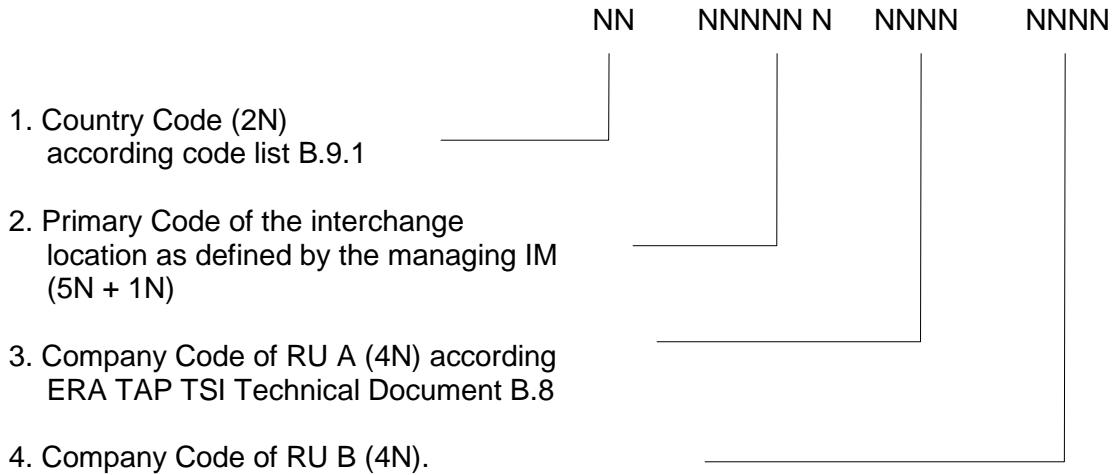 NN NNNNN N NNNN NNNN
1. Country Code (2N)
according code list B.9.1
2. Primary Code of the interchange
location as defined by the managing IM
(5N + 1N)
3. Company Code of RU A (4N) according
ERA TAP TSI Technical Document B.8
4. Company Code of RU B (4N).